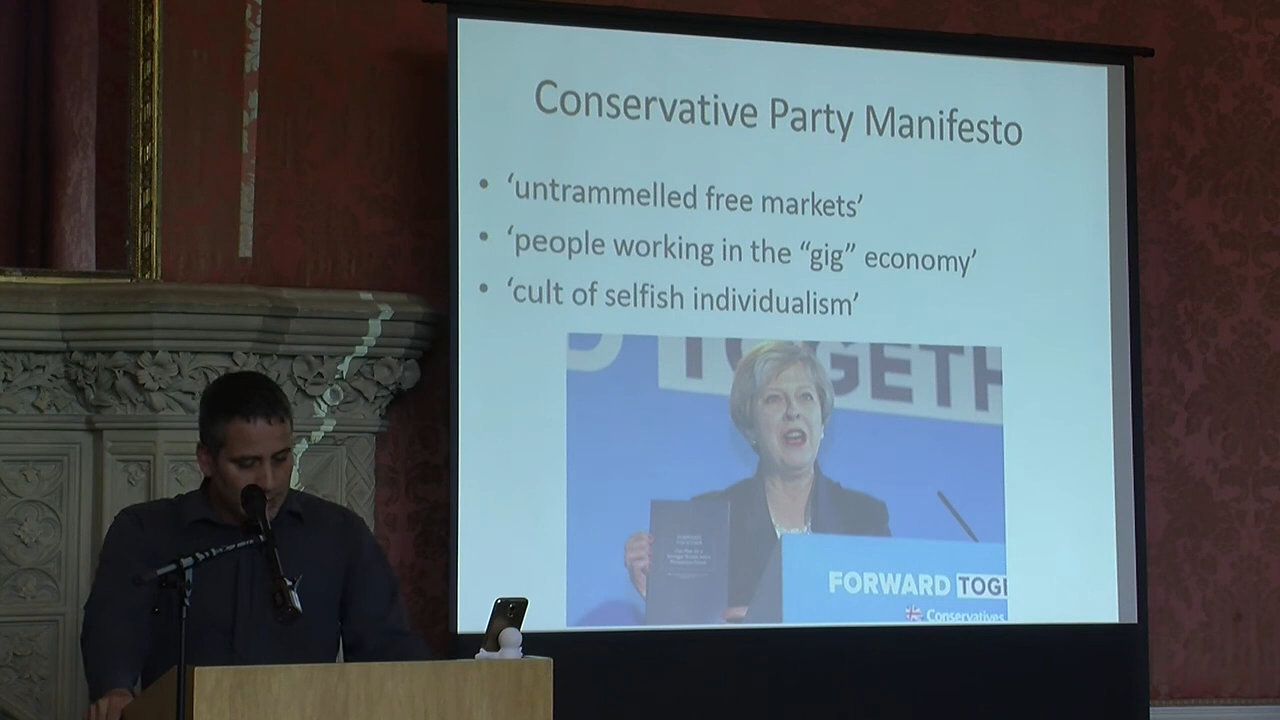 Conservative Party Manifesto
• ‘untrammelled free markets’
• ‘people working in the “gig” economy’
• ‘cult of selfish individualism’
D TOGETH
FORWARD TOGE
Conservatives